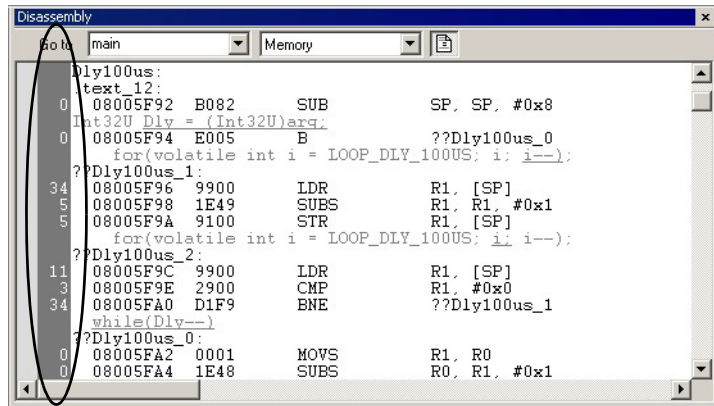 Disassembly
Go to main Memory
Dly100us:
.text_12:
0 08005F92 B082 SUB SP, SP, #0x8
Int32U Dly = (Int32U)arg;
0 08005F94 E005 B ??Dly100us_0
for(volatile int i = LOOP_DLY_100US; i; i--);
??Dly100us_1:
34 08005F96 9900 LDR R1, [SP]
5 08005F98 1E49 SUBS R1, R1, #0x1
5 08005F9A 9100 STR R1, [SP]
for(volatile int i = LOOP_DLY_100US; i; i--);
??Dly100us_2:
11 08005F9C 9900 LDR R1, [SP]
3 08005F9E 2900 CMP R1, #0x0
34 08005FA0 D1F9 BNE ??Dly100us_1
while(Dly--)
??Dly100us_0:
0 08005FA2 0001 MOVS R1, R0
0 08005FA4 1E48 SUBS R0, R1, #0x1